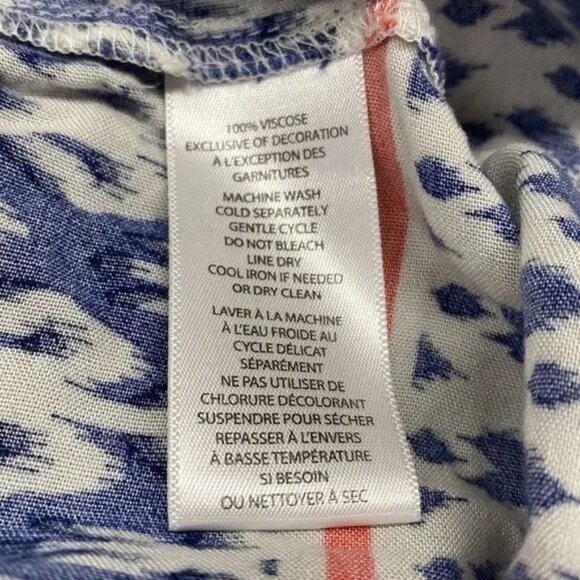 100% VISCOSE
EXCLUSIVE OF DECORATION
À L'EXCEPTION DES
GARNITURES
MACHINE WASH
COLD SEPARATELY
GENTLE CYCLE
DO NOT BLEACH
LINE DRY
COOL IRON IF NEEDED
OR DRY CLEAN
LAVER À LA MACHINE
À L'EAU FROIDE AU
CYCLE DÉLICAT
SÉPARÉMENT
NE PAS UTILISER DE
CHLORURE DÉCOLORANT
SUSPENDRE POUR SÉCHER
REPASSER À L'ENVERS
À BASSE TEMPÉRATURE
SI BESOIN
OU NETTOYER À SEC